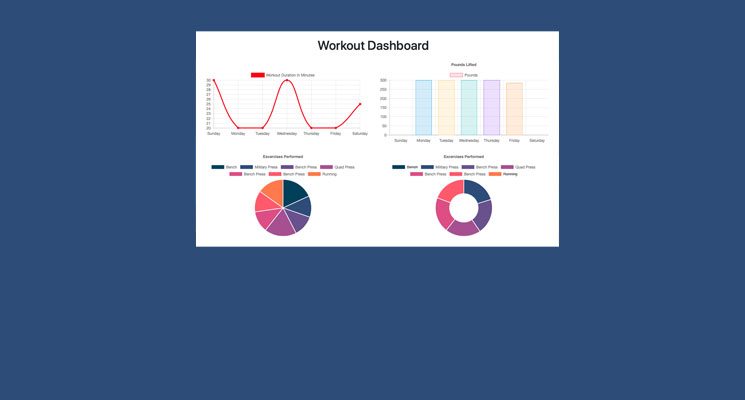 Workout Dashboard
Workout Duration in Minutes
30
29
28
27
26
25
24
23
22
21
20
Sunday Monday Tuesday Wednesday Thursday Friday Saturday
Pounds Lifted
Pounds
300
250
200
150
100
50
0
Sunday Monday Tuesday Wednesday Thursday Friday Saturday
Excercises Performed
Bench Military Press Bench Press Quad Press
Bench Press Bench Press Running
Excercises Performed
Bench Military Press Bench Press Quad Press
Bench Press Bench Press Running